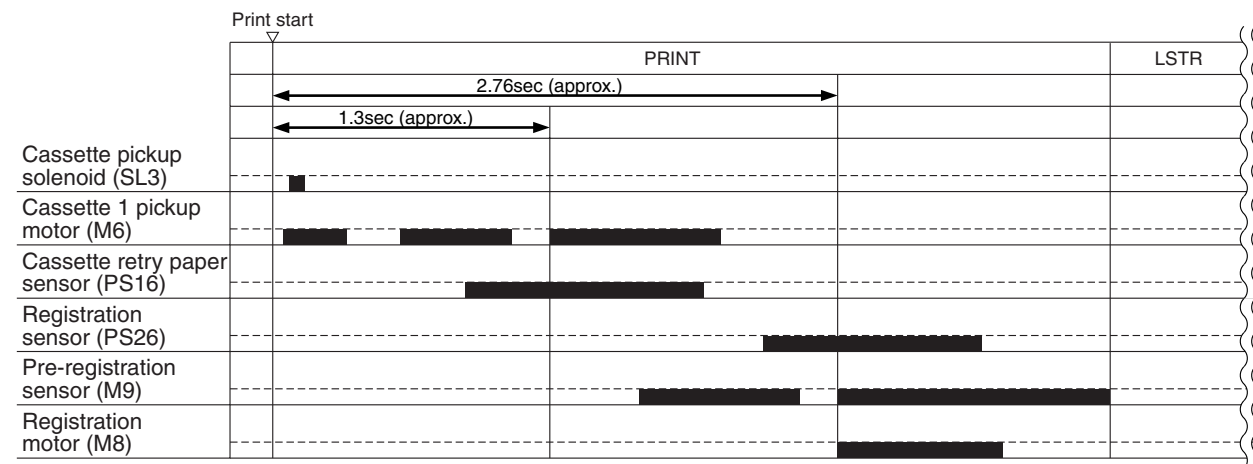 Print start
PRINT LSTR
2.76sec (approx.)
1.3sec (approx.)
Cassette pickup
solenoid (SL3)
Cassette 1 pickup
motor (M6)
Cassette retry paper
sensor (PS16)
Registration
sensor (PS26)
Pre-registration
sensor (M9)
Registration
motor (M8)